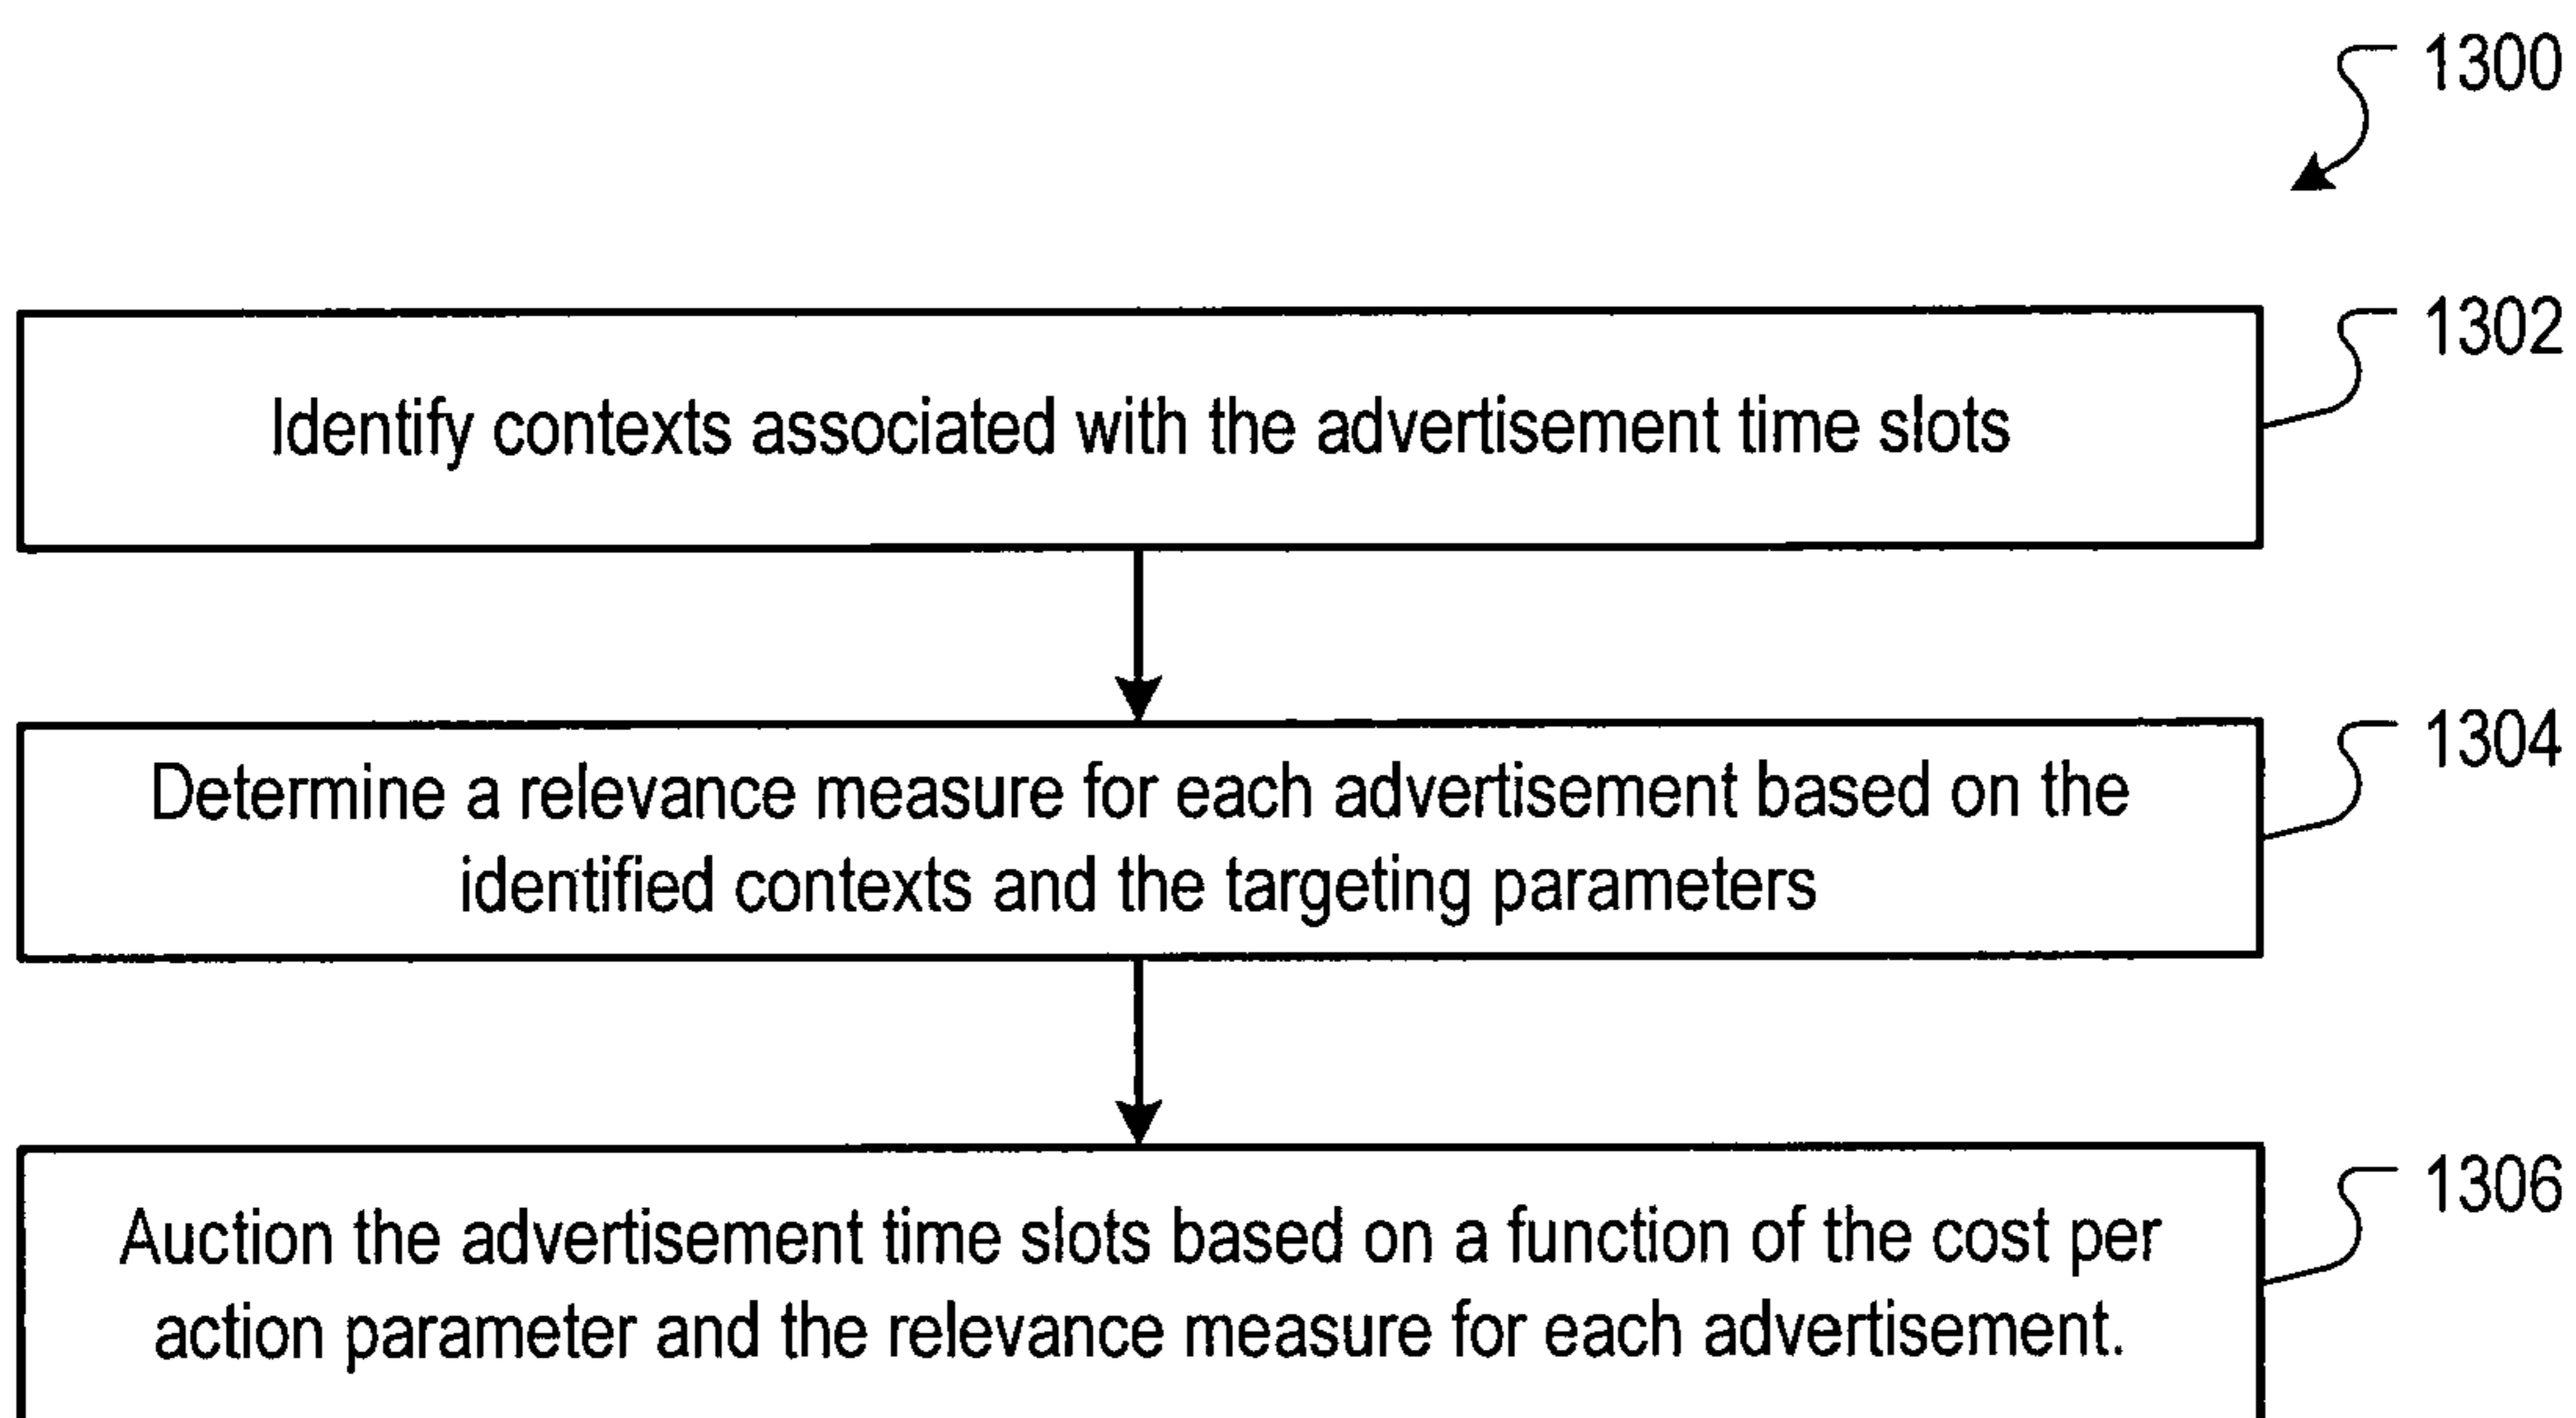 1300
1302
Identify contexts associated with the advertisement time slots
1304
Determine a relevance measure for each advertisement based on the
identified contexts and the targeting parameters
1306
Auction the advertisement time slots based on a function of the cost per
action parameter and the relevance measure for each advertisement.